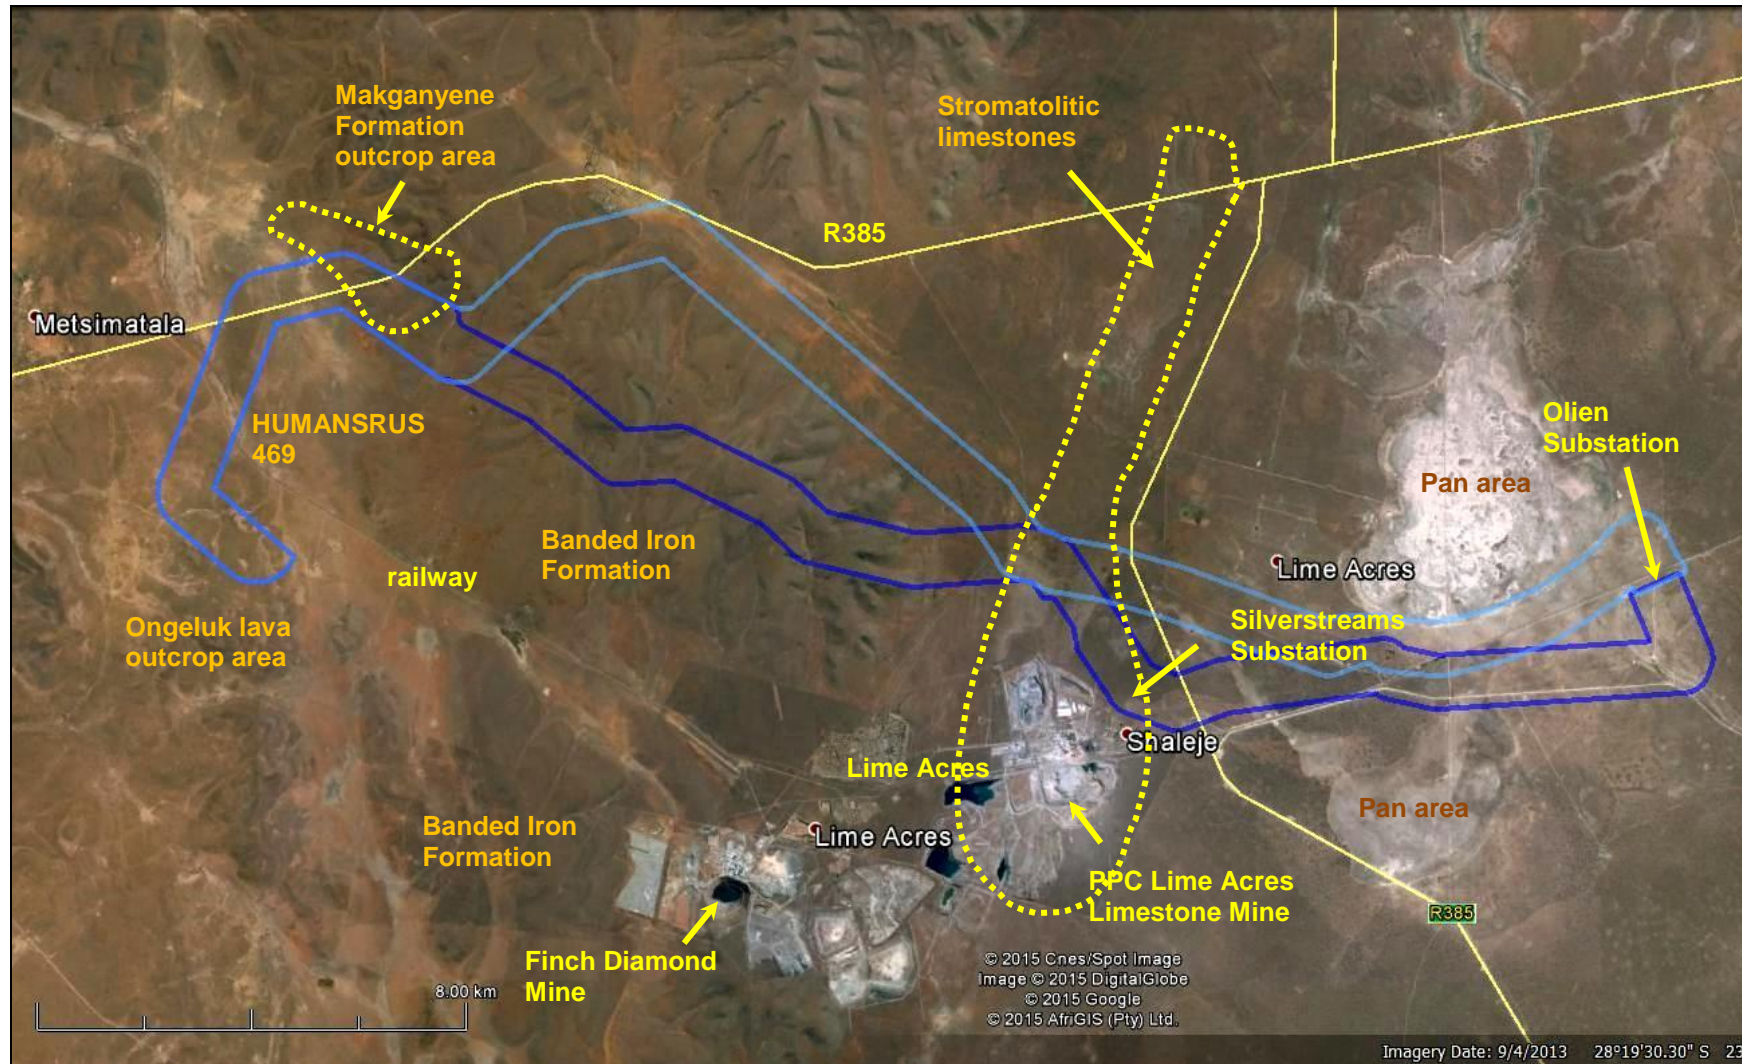 Makganyene
Formation
outcrop area
Stromatolitic
limestones
R385
Metsimatala
HUMANSRUS
469
Olien
Substation
Pan area
Banded Iron
Formation
railway
Lime Acres
Ongeluk lava
outcrop area
Silverstreams
Substation
Shaleje
Lime Acres
Pan area
Banded Iron
Formation
Lime Acres
PPC Lime Acres
Limestone Mine
R385
Finch Diamond
Mine
8.00 km
© 2015 Cnes/Spot Image
Image © 2015 DigitalGlobe
© 2015 Google
© 2015 AfriGIS (Pty) Ltd.
Imagery Date: 9/4/2013 28°19'30.30" S 23